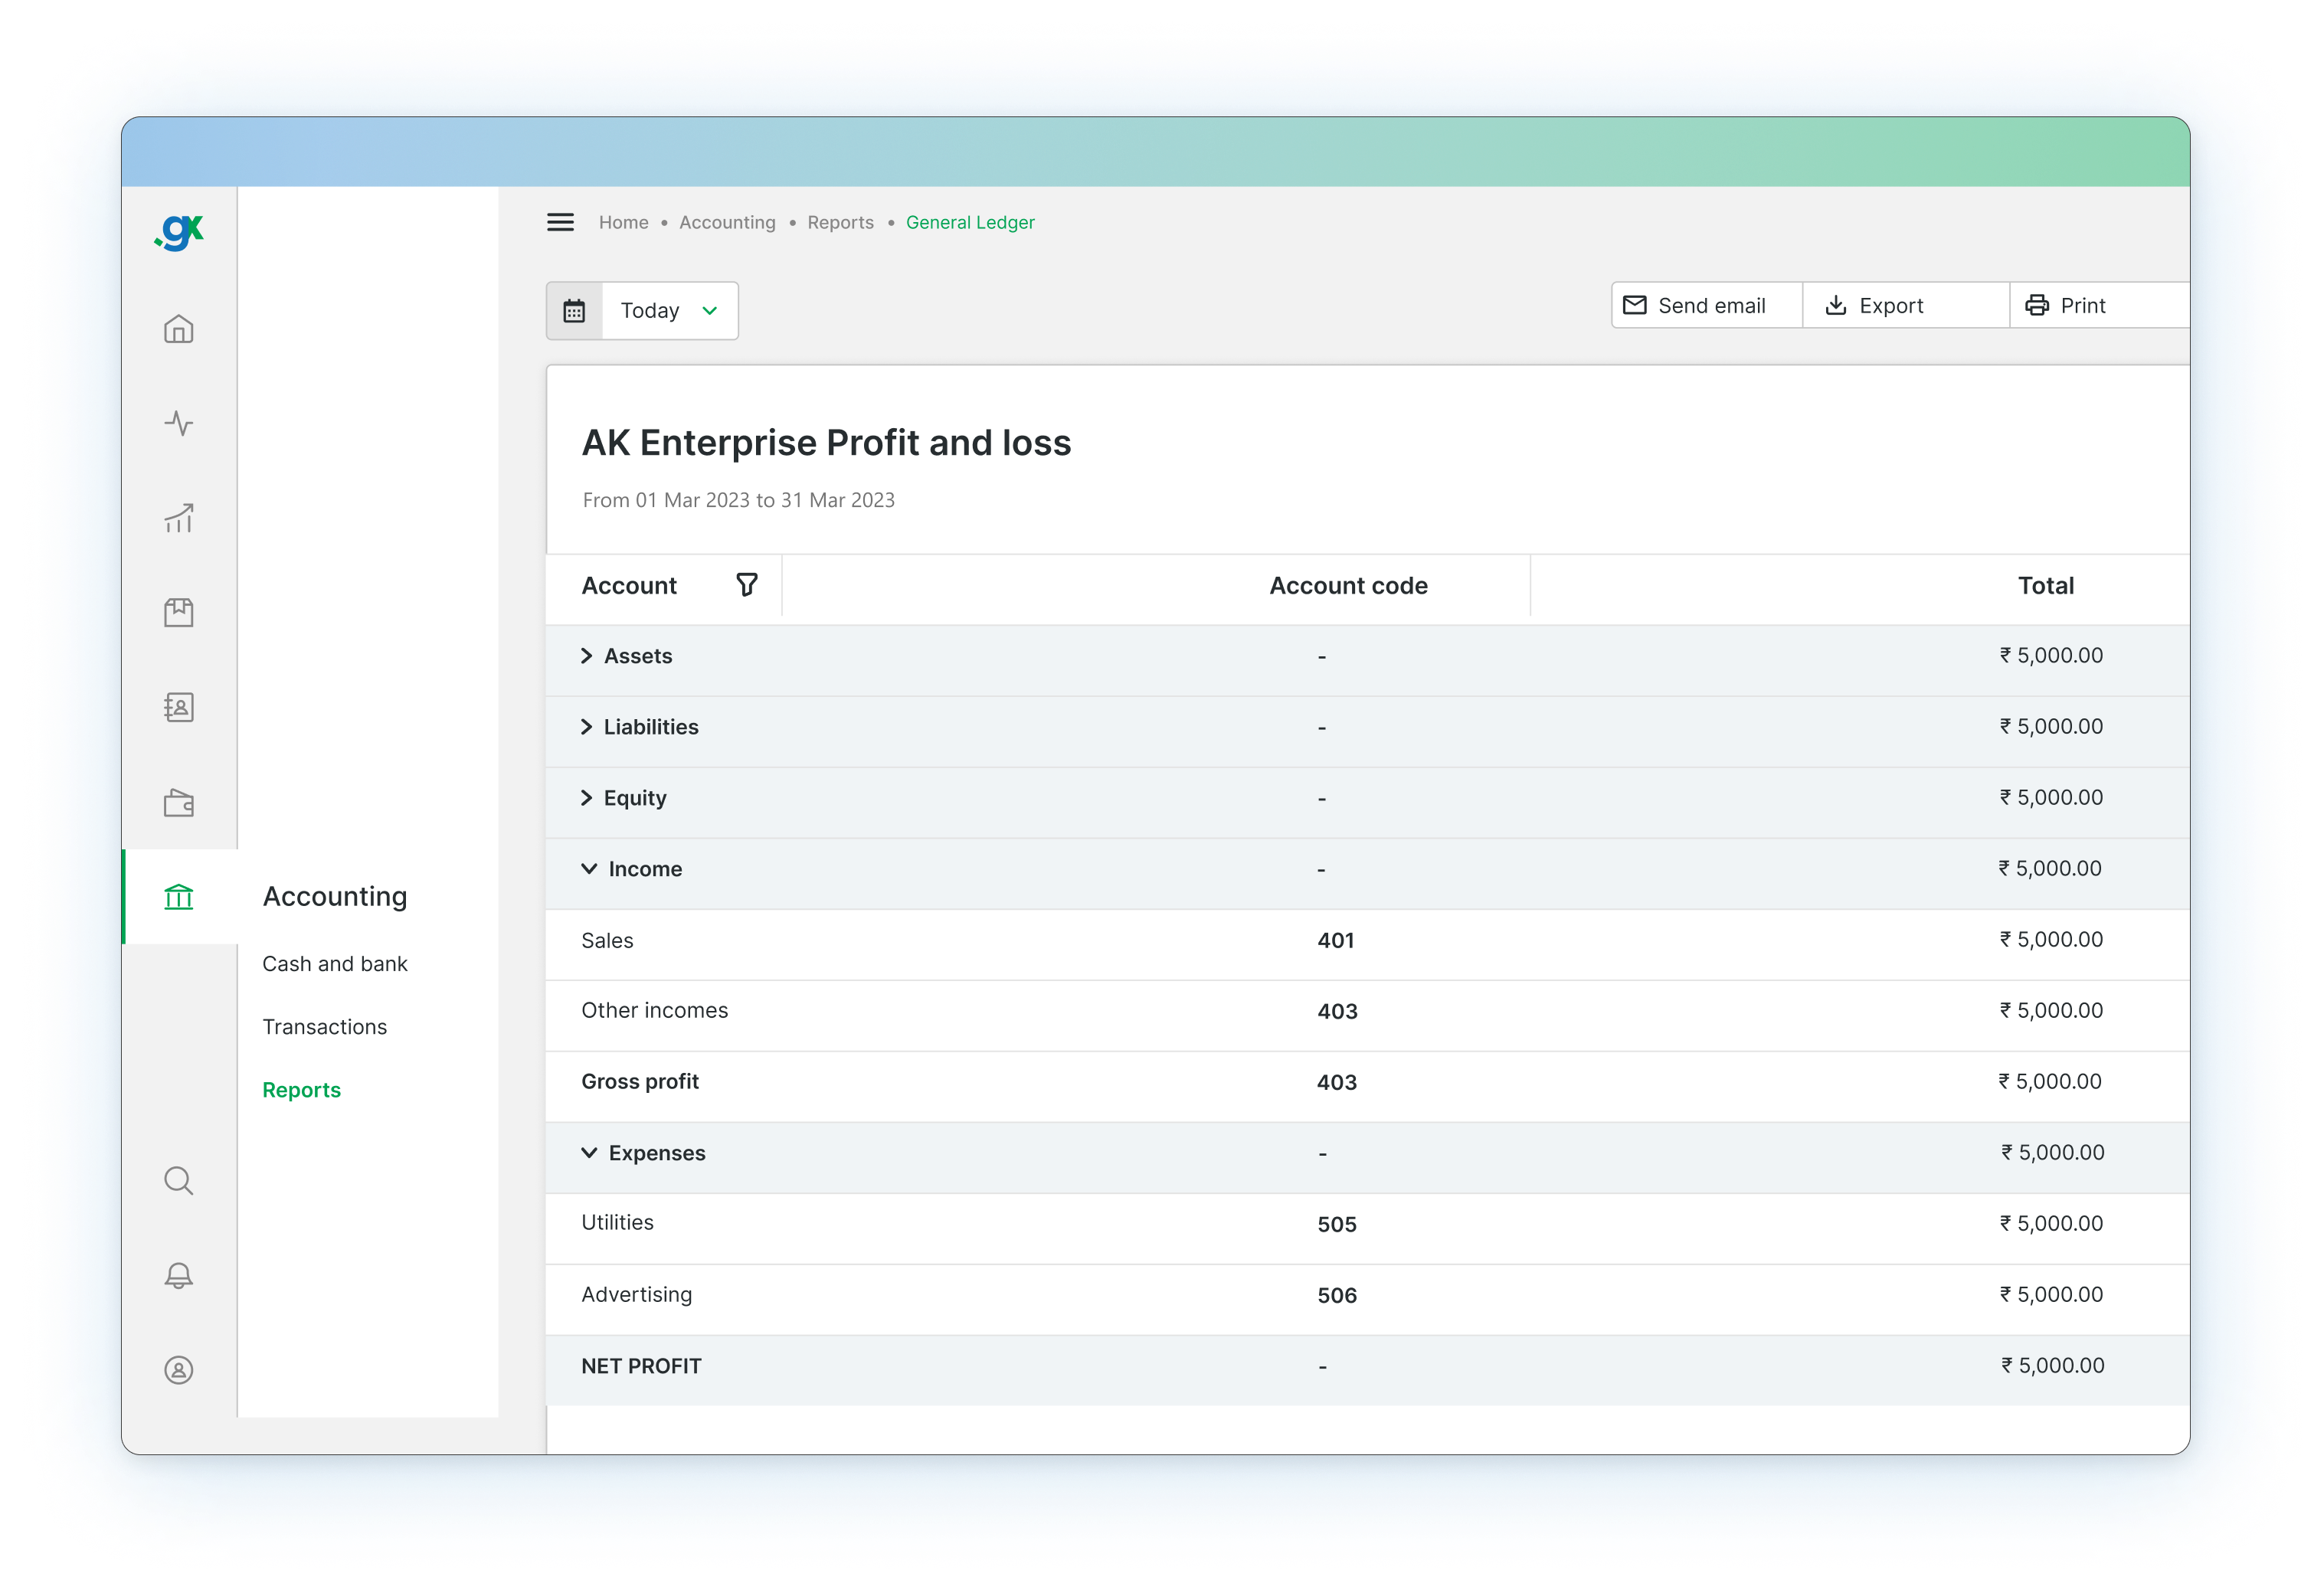 .gx
Home • Accounting • Reports • General Ledger
Today
Send email
Export
Print
AK Enterprise Profit and loss
From 01 Mar 2023 to 31 Mar 2023
Account Account code Total
Assets - ₹ 5,000.00
Liabilities - ₹ 5,000.00
Equity - ₹ 5,000.00
Income - ₹ 5,000.00
Sales 401 ₹ 5,000.00
Other incomes 403 ₹ 5,000.00
Gross profit 403 ₹ 5,000.00
Expenses - ₹ 5,000.00
Utilities 505 ₹ 5,000.00
Advertising 506 ₹ 5,000.00
NET PROFIT - ₹ 5,000.00
Accounting
Cash and bank
Transactions
Reports